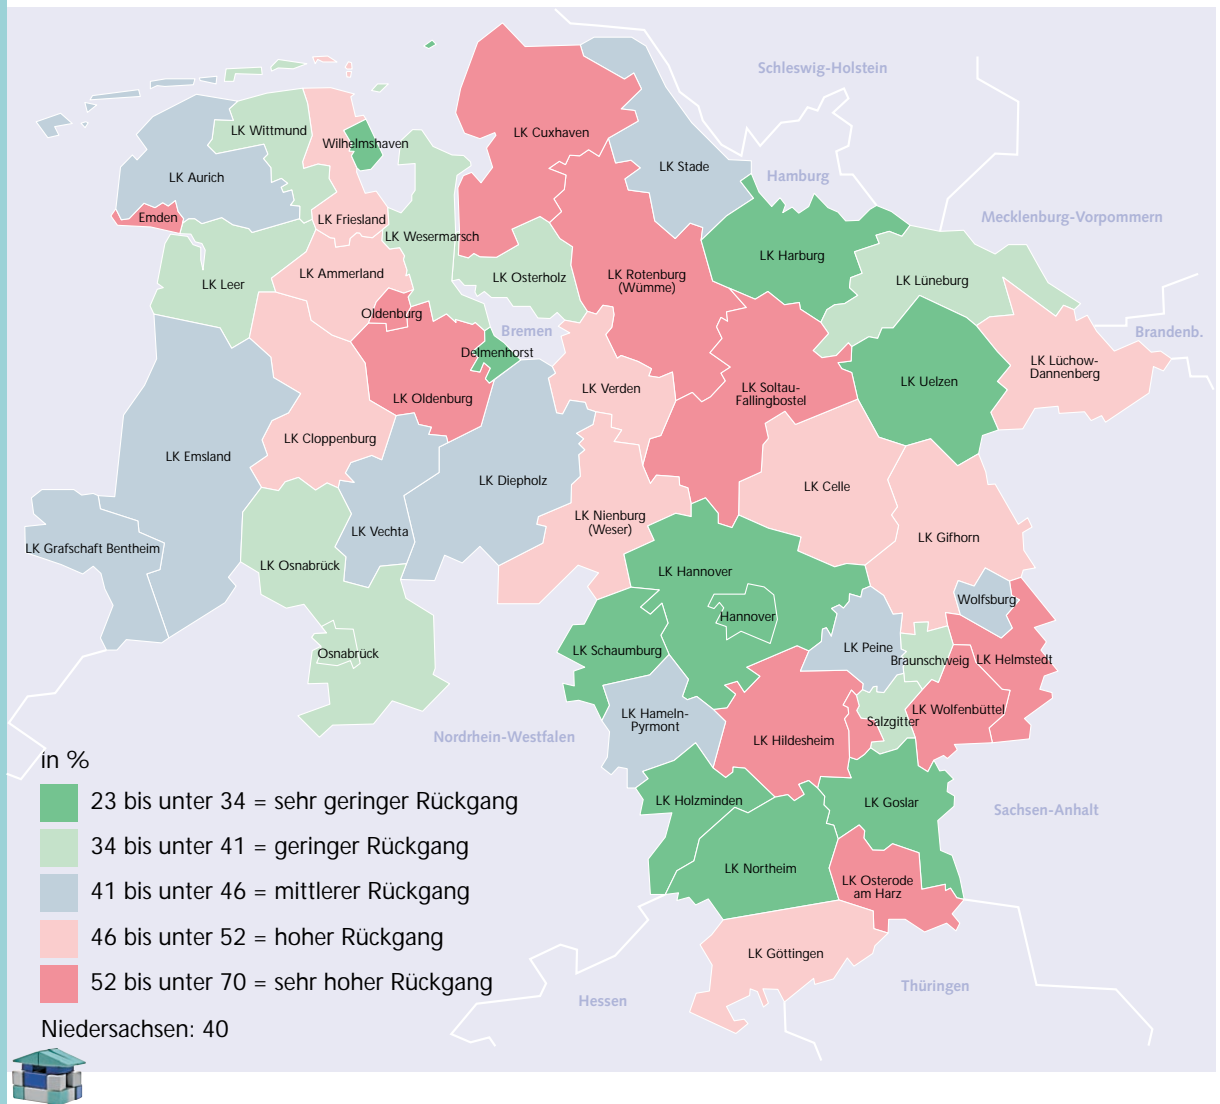 Schleswig-Holstein
LK Cuxhaven
LK Wittmund
Wilhelmshaven
LK Stade
LK Aurich
Hamburg
Emden
LK Friesland
Mecklenburg-Vorpommern
LK Wesermarsch
LK Harburg
LK Ammerland
LK Rotenburg
(Wümme)
LK Osterholz
LK Leer
LK Lüneburg
Oldenburg
Bremen
Brandenb.
Delmenhorst
LK Lüchow-
Dannenberg
LK Uelzen
LK Verden
LK Soltau-
Fallingbostel
LK Oldenburg
LK Cloppenburg
LK Emsland
LK Diepholz
LK Celle
LK Nienburg
(Weser)
LK Vechta
LK Gifhorn
LK Grafschaft Bentheim
LK Osnabrück
LK Hannover
Wolfsburg
Hannover
LK Peine
LK Schaumburg
Osnabrück
Braunschweig
LK Helmstedt
LK Wolfenbüttel
LK Hameln-
Pyrmont
Salzgitter
Nordrhein-Westfalen
LK Hildesheim
in %
23 bis unter 34 = sehr geringer Rückgang
LK Holzminden
LK Goslar
Sachsen-Anhalt
34 bis unter 41 = geringer Rückgang
LK Northeim
LK Osterode
am Harz
41 bis unter 46 = mittlerer Rückgang
46 bis unter 52 = hoher Rückgang
LK Göttingen
52 bis unter 70 = sehr hoher Rückgang
Thüringen
Hessen
Niedersachsen: 40